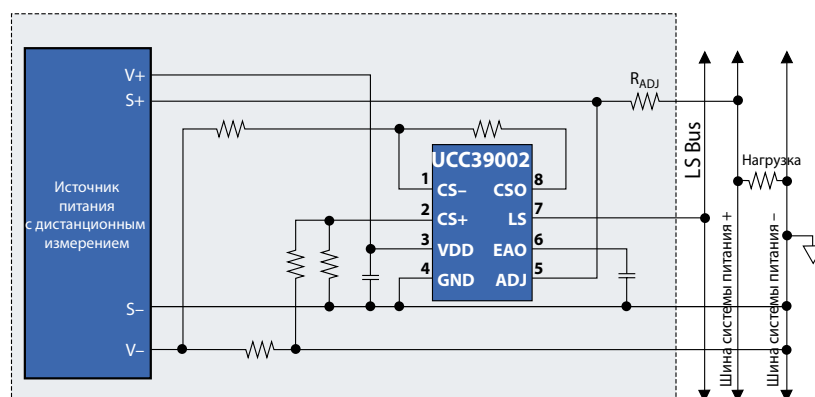 Источник
питания
с дистанционным
измерением
V+
S+
S–
V–
UCC39002
1
CS–
2
CS+
3
VDD
4
GND
8
CSO
7
LS
6
EAO
5
ADJ
RADJ
LS Bus
Шина системы питания +
Нагрузка
Шина системы питания –